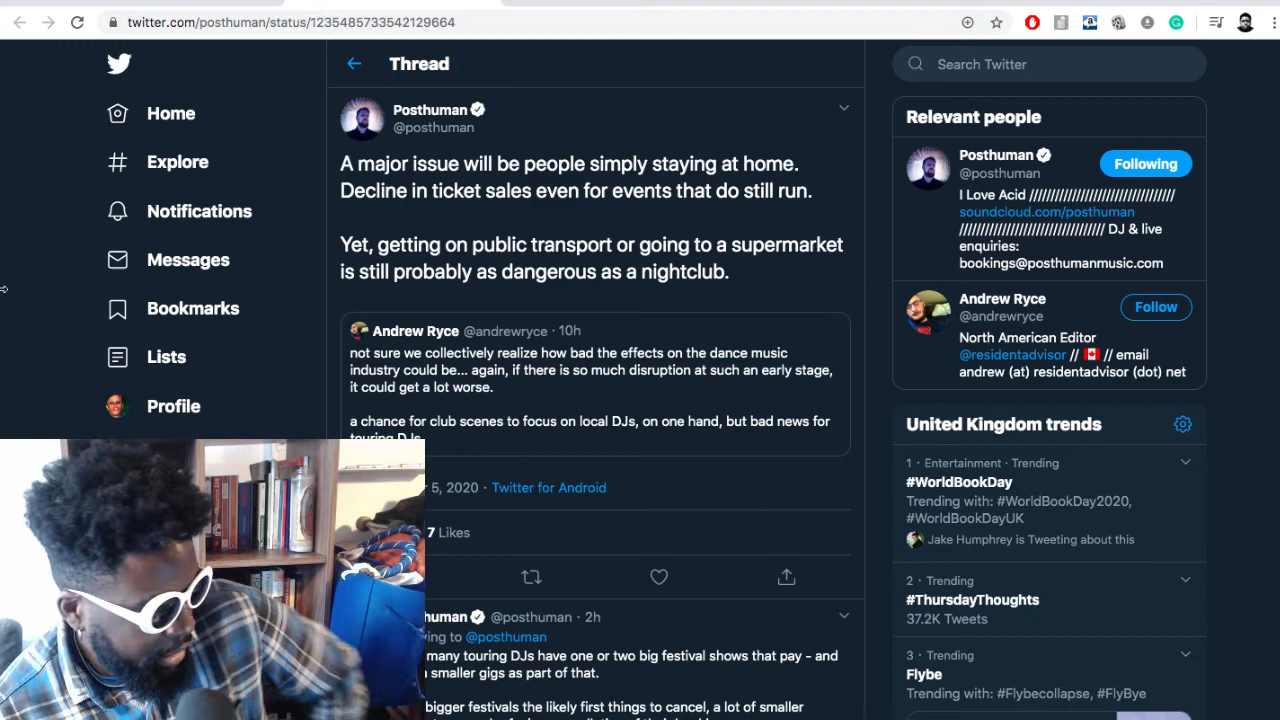 twitter.com/posthuman/status/1235485733542129664
Home
Explore
Notifications
Messages
Bookmarks
Lists
Profile
Thread
Posthuman
@posthuman
A major issue will be people simply staying at home.
Decline in ticket sales even for events that do still run.
Yet, getting on public transport or going to a supermarket
is still probably as dangerous as a nightclub.
Andrew Ryce @andrewryce · 10h
not sure we collectively realize how bad the effects on the dance music
industry could be... again, if there is so much disruption at such an early stage,
it could get a lot worse.
a chance for club scenes to focus on local DJs, on one hand, but bad news for
touring DJs
5, 2020 · Twitter for Android
7 Likes
human @posthuman · 2h
ying to @posthuman
many touring DJs have one or two big festival shows that pay - and
smaller gigs as part of that.
bigger festivals the likely first things to cancel, a lot of smaller
Search Twitter
Relevant people
Posthuman
@posthuman
Following
I Love Acid /////////////////////////////////
soundcloud.com/posthuman
///////////////////////////////// DJ & live
enquiries:
bookings@posthumanmusic.com
Andrew Ryce
@andrewryce
Follow
North American Editor
@residentadvisor // 🇨🇦 // email
andrew (at) residentadvisor (dot) net
United Kingdom trends
1 · Entertainment · Trending
#WorldBookDay
Trending with: #WorldBookDay2020,
#WorldBookDayUK
Jake Humphrey is Tweeting about this
2 · Trending
#ThursdayThoughts
37.2K Tweets
3 · Trending
Flybe
Trending with: #Flybecollapse, #FlyBye